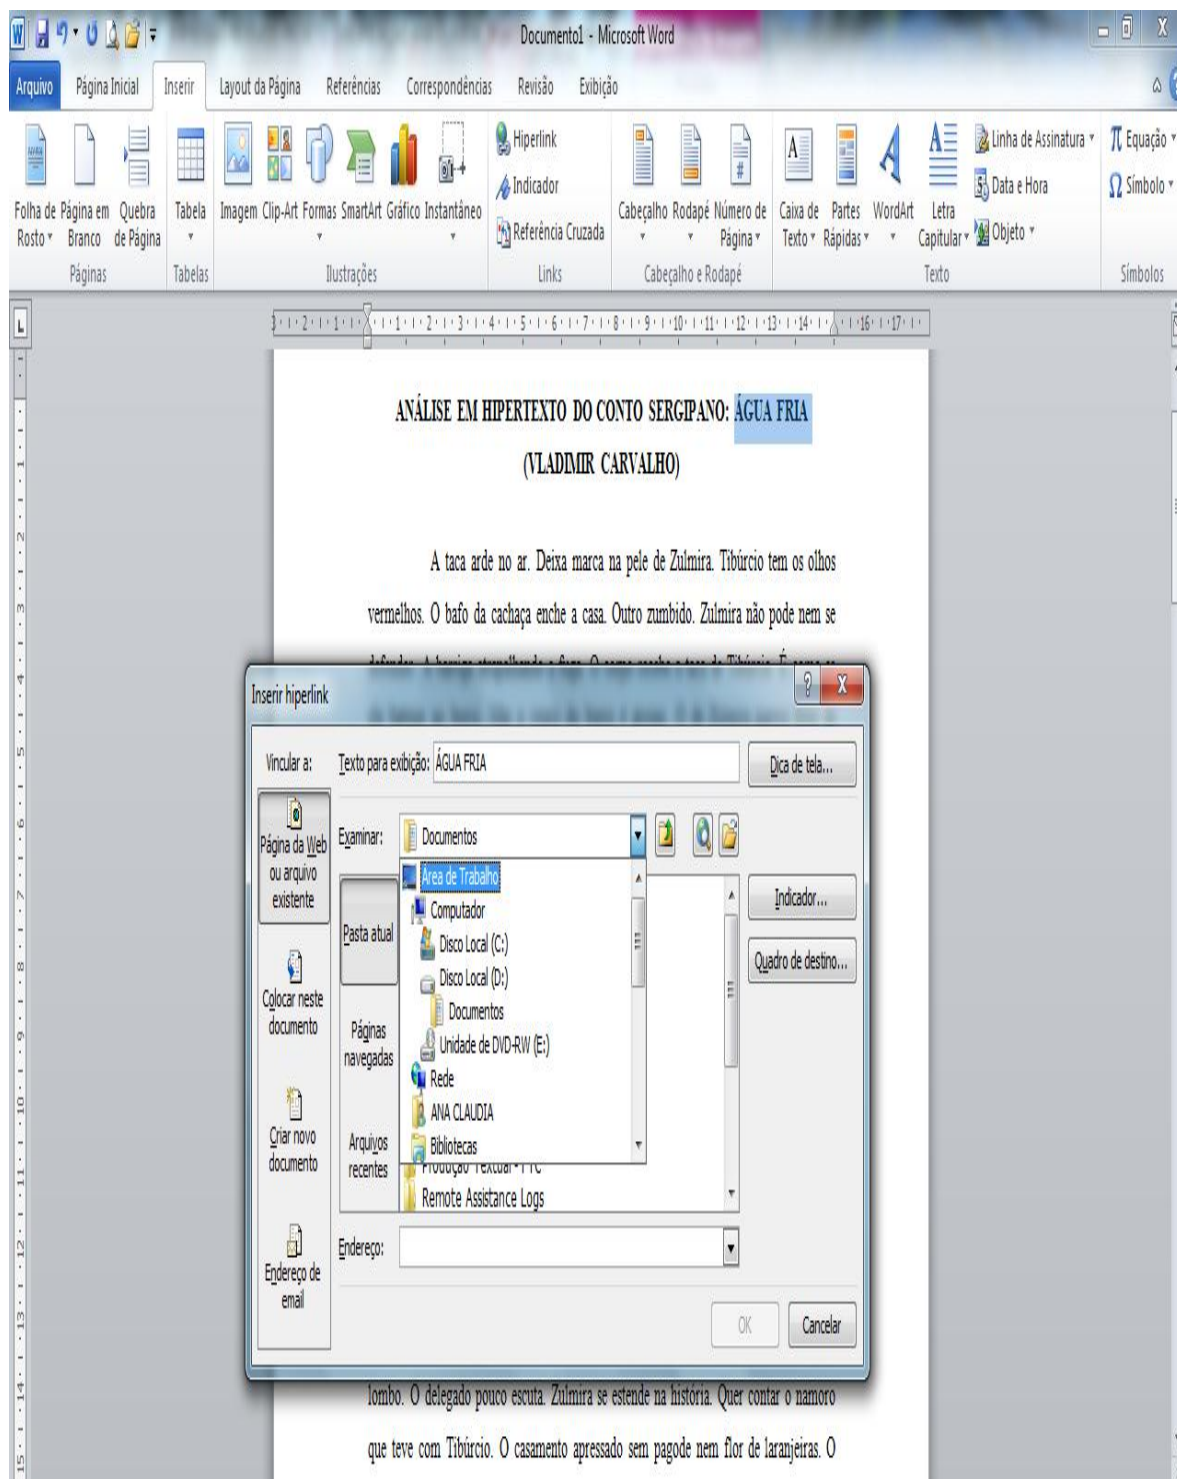 Documento1 - Microsoft Word
Arquivo Página Inicial Inserir Layout da Página Referências Correspondências Revisão Exibição
Folha de Rosto
Página em Branco
Quebra de Página
Páginas
Tabela
Tabelas
Imagem Clip-Art Formas SmartArt Gráfico Instantâneo
Ilustrações
Hiperlink
Indicador
Referência Cruzada
Links
Cabeçalho Rodapé Número de Página
Cabeçalho e Rodapé
Caixa de Texto
Partes Rápidas
WordArt
Letra Capitular
Linha de Assinatura
Data e Hora
Objeto
Texto
Equação
Símbolo
Símbolos
ANÁLISE EM HIPERTEXTO DO CONTO SERGIPANO: ÁGUA FRIA
(VLADIMIR CARVALHO)
A taca arde no ar. Deixa marca na pele de Zulmira. Tibúrcio tem os olhos
vermelhos. O bafo da cachaça enche a casa. Outro zumbido. Zulmira não pode nem se
Inserir hiperlink
Vincular a:
Texto para exibição: ÁGUA FRIA
Dica de tela...
Página da Web ou arquivo existente
Colocar neste documento
Criar novo documento
Endereço de email
Examinar: Documentos
Pasta atual
Páginas navegadas
Arquivos recentes
Área de Trabalho
Computador
Disco Local (C:)
Disco Local (D:)
Documentos
Unidade de DVD-RW (E:)
Rede
ANA CLAUDIA
Bibliotecas
Produção Textual - FTC
Remote Assistance Logs
Indicador...
Quadro de destino...
Endereço:
OK
Cancelar
lombo. O delegado pouco escuta. Zulmira se estende na história. Quer contar o namoro
que teve com Tibúrcio. O casamento apressado sem pagode nem flor de laranjeiras. O